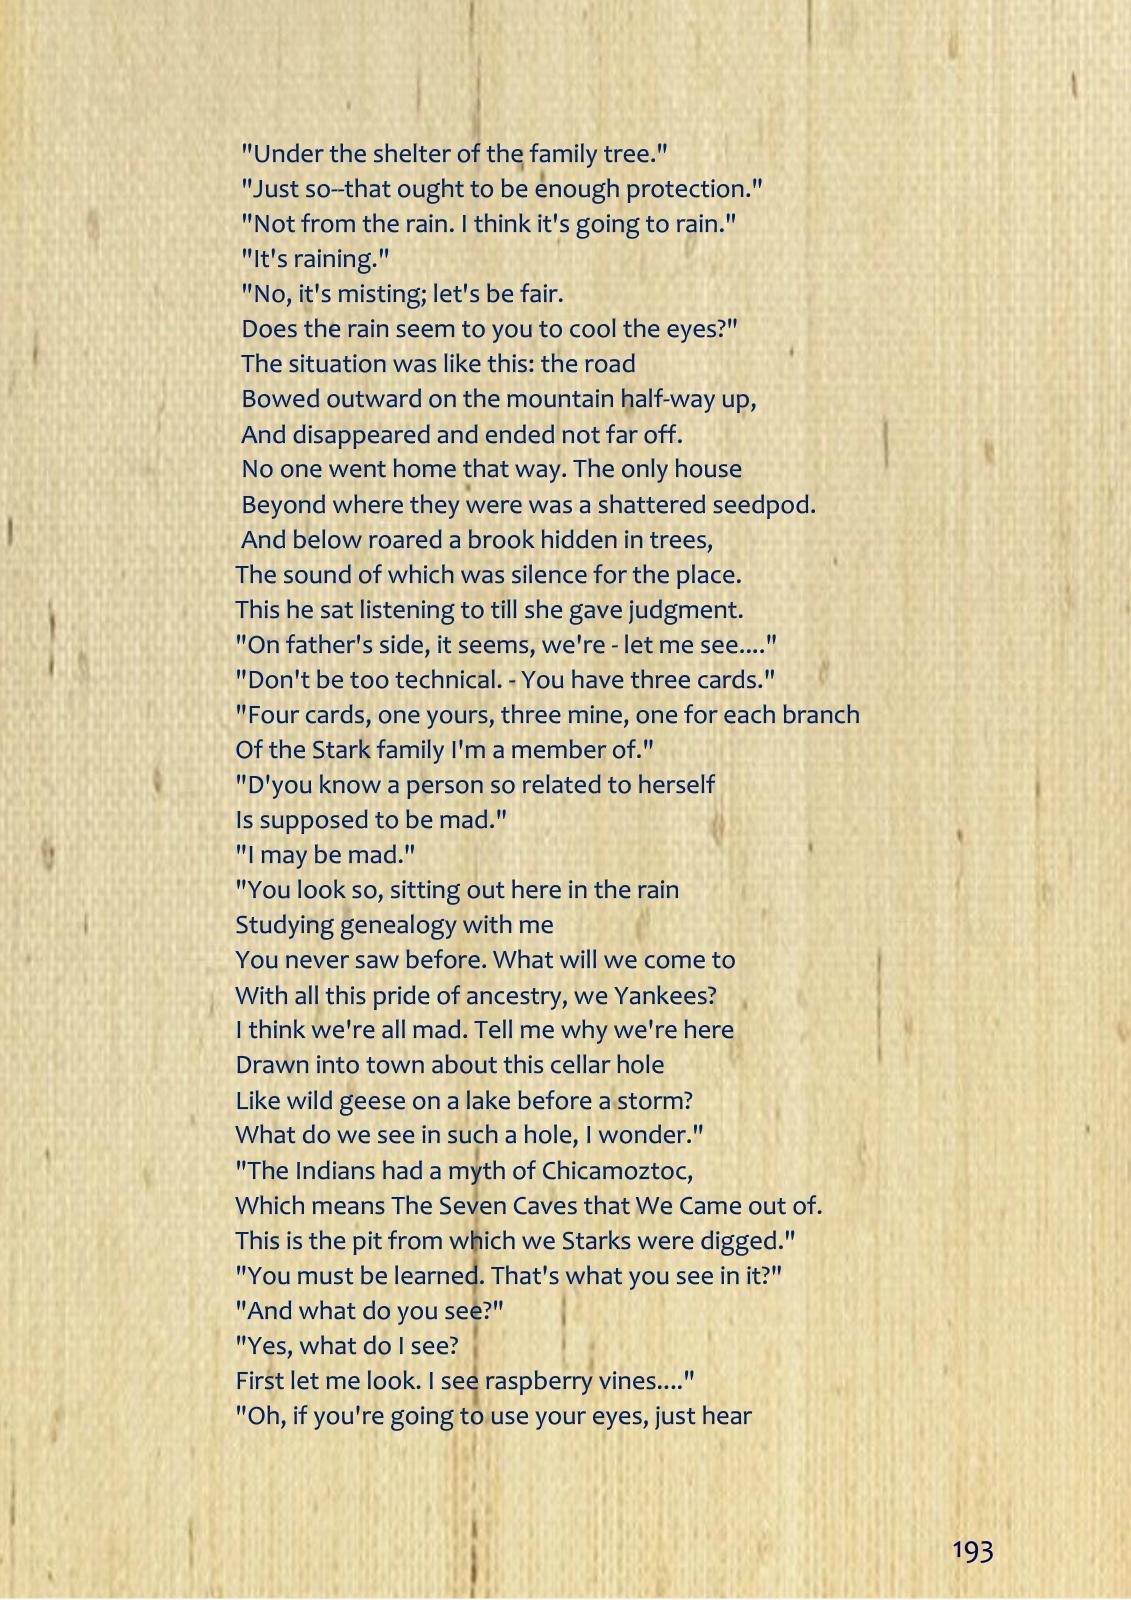 "Under the shelter of the family tree."
"Just so--that ought to be enough protection."
"Not from the rain. I think it's going to rain."
"It's raining."
"No, it's misting; let's be fair.
Does the rain seem to you to cool the eyes?"
The situation was like this: the road
Bowed outward on the mountain half-way up,
And disappeared and ended not far off.
No one went home that way. The only house
Beyond where they were was a shattered seedpod.
And below roared a brook hidden in trees,
The sound of which was silence for the place.
This he sat listening to till she gave judgment.
"On father's side, it seems, we're - let me see...."
"Don't be too technical. - You have three cards."
"Four cards, one yours, three mine, one for each branch
Of the Stark family I'm a member of."
"D'you know a person so related to herself
Is supposed to be mad."
"I may be mad."
"You look so, sitting out here in the rain
Studying genealogy with me
You never saw before. What will we come to
With all this pride of ancestry, we Yankees?
I think we're all mad. Tell me why we're here
Drawn into town about this cellar hole
Like wild geese on a lake before a storm?
What do we see in such a hole, I wonder."
"The Indians had a myth of Chicamoztoc,
Which means The Seven Caves that We Came out of.
This is the pit from which we Starks were digged."
"You must be learned. That's what you see in it?"
"And what do you see?"
"Yes, what do I see?
First let me look. I see raspberry vines...."
"Oh, if you're going to use your eyes, just hear
193